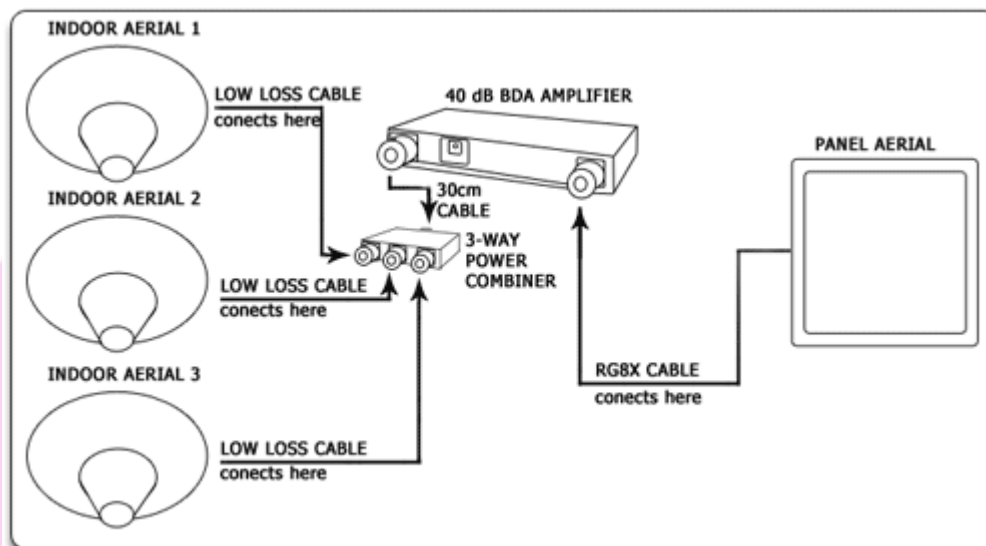 INDOOR AERIAL 1
LOW LOSS CABLE
conects here
40 dB BDA AMPLIFIER
PANEL AERIAL
INDOOR AERIAL 2
30cm
CABLE
3-WAY
POWER
COMBINER
LOW LOSS CABLE
conects here
INDOOR AERIAL 3
RG8X CABLE
conects here
LOW LOSS CABLE
conects here